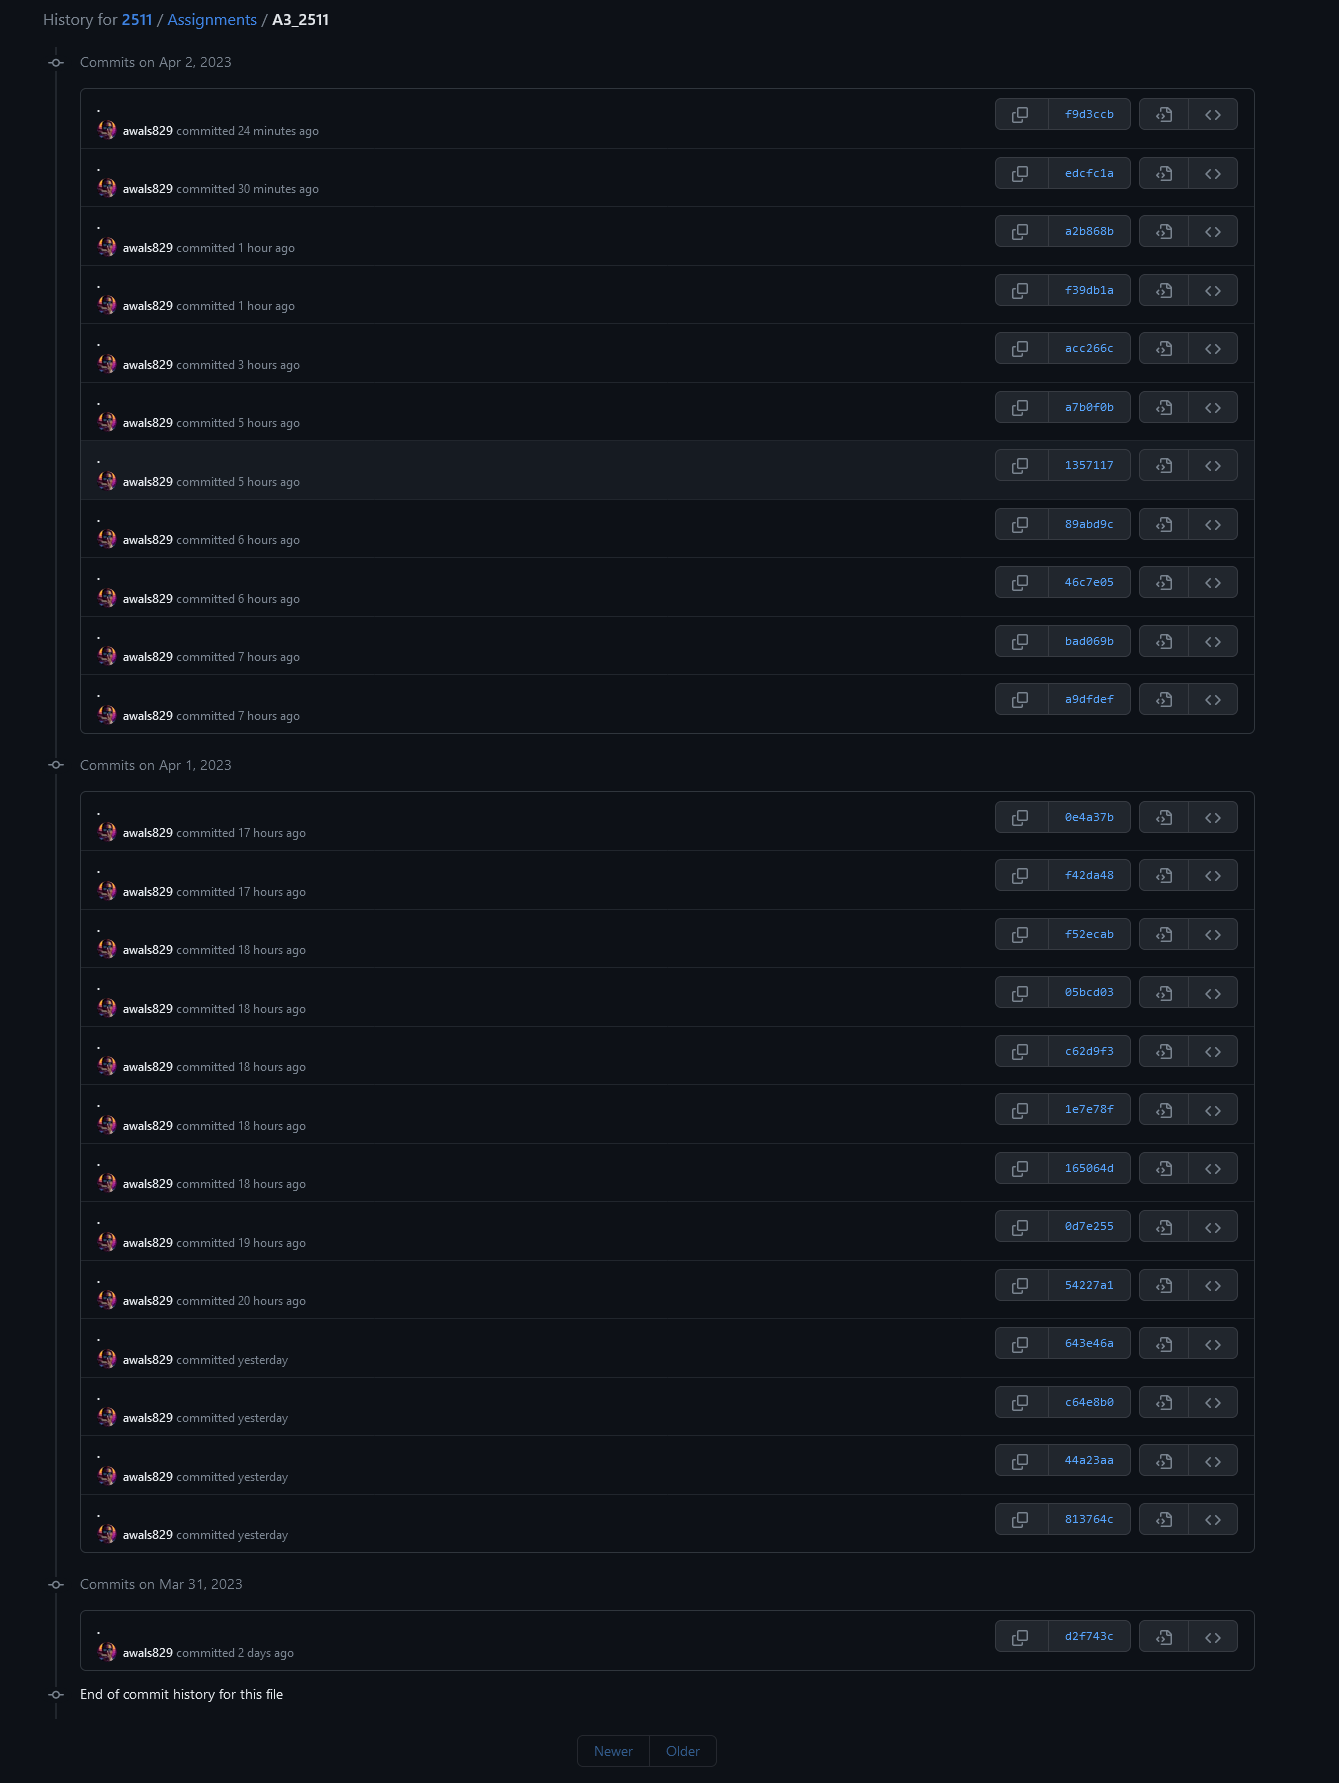 History for 2511 / Assignments / A3_2511
Commits on Apr 2, 2023
.
f9d3ccb
awals829 committed 24 minutes ago
.
edcfc1a
awals829 committed 30 minutes ago
.
a2b868b
awals829 committed 1 hour ago
.
f39db1a
awals829 committed 1 hour ago
.
acc266c
awals829 committed 3 hours ago
.
a7b0f0b
awals829 committed 5 hours ago
.
1357117
awals829 committed 5 hours ago
.
89abd9c
awals829 committed 6 hours ago
.
46c7e05
awals829 committed 6 hours ago
.
bad069b
awals829 committed 7 hours ago
.
a9dfdef
awals829 committed 7 hours ago
Commits on Apr 1, 2023
.
0e4a37b
awals829 committed 17 hours ago
.
f42da48
awals829 committed 17 hours ago
.
f52ecab
awals829 committed 18 hours ago
.
05bcd03
awals829 committed 18 hours ago
.
c62d9f3
awals829 committed 18 hours ago
.
1e7e78f
awals829 committed 18 hours ago
.
165064d
awals829 committed 18 hours ago
.
0d7e255
awals829 committed 19 hours ago
.
54227a1
awals829 committed 20 hours ago
.
643e46a
awals829 committed yesterday
.
c64e8b0
awals829 committed yesterday
.
44a23aa
awals829 committed yesterday
.
813764c
awals829 committed yesterday
Commits on Mar 31, 2023
.
d2f743c
awals829 committed 2 days ago
End of commit history for this file
Newer Older